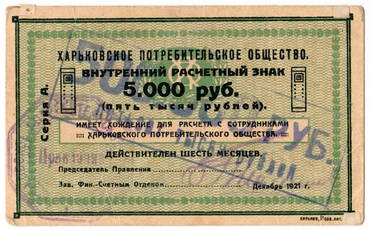 ХАРЬКОВСКОЕ ПОТРЕБИТЕЛЬСКОЕ ОБЩЕСТВО.
ВНУТРЕННИЙ РАСЧЕТНЫЙ ЗНАК
5.000 руб.
(пять тысяч рублей).
Серия А.
ИМЕЕТ ХОЖДЕНИЕ ДЛЯ РАСЧЕТА С СОТРУДНИКАМИ
ХАРЬКОВСКОГО ПОТРЕБИТЕЛЬСКОГО ОБЩЕСТВА.
РУБ.
ДЕЙСТВИТЕЛЕН ШЕСТЬ МЕСЯЦЕВ.
Председатель Правления
Зав. Фин.-Счетным Отделом
Декабрь 1921 г.